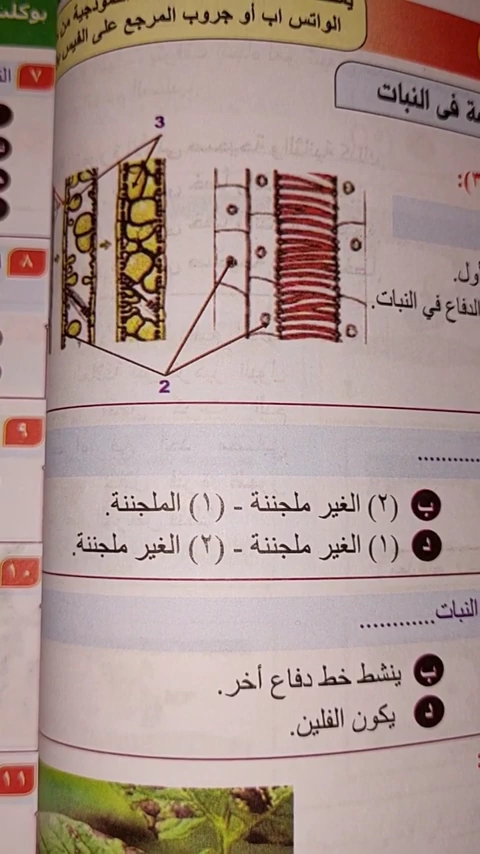 الواتس اب أو جروب المرجع على الفيس
بوكلت
ة فى النبات
٧
3
:(٣
أول.
الدفاع في النبات.
٨
2
٩
............
ب (٢) الغير ملجننة - (١) الملجننة.
د (١) الغير ملجننة - (٢) الغير ملجننة.
١٠
النبات............
ب ينشط خط دفاع أخر.
د يكون الفلين.
١١